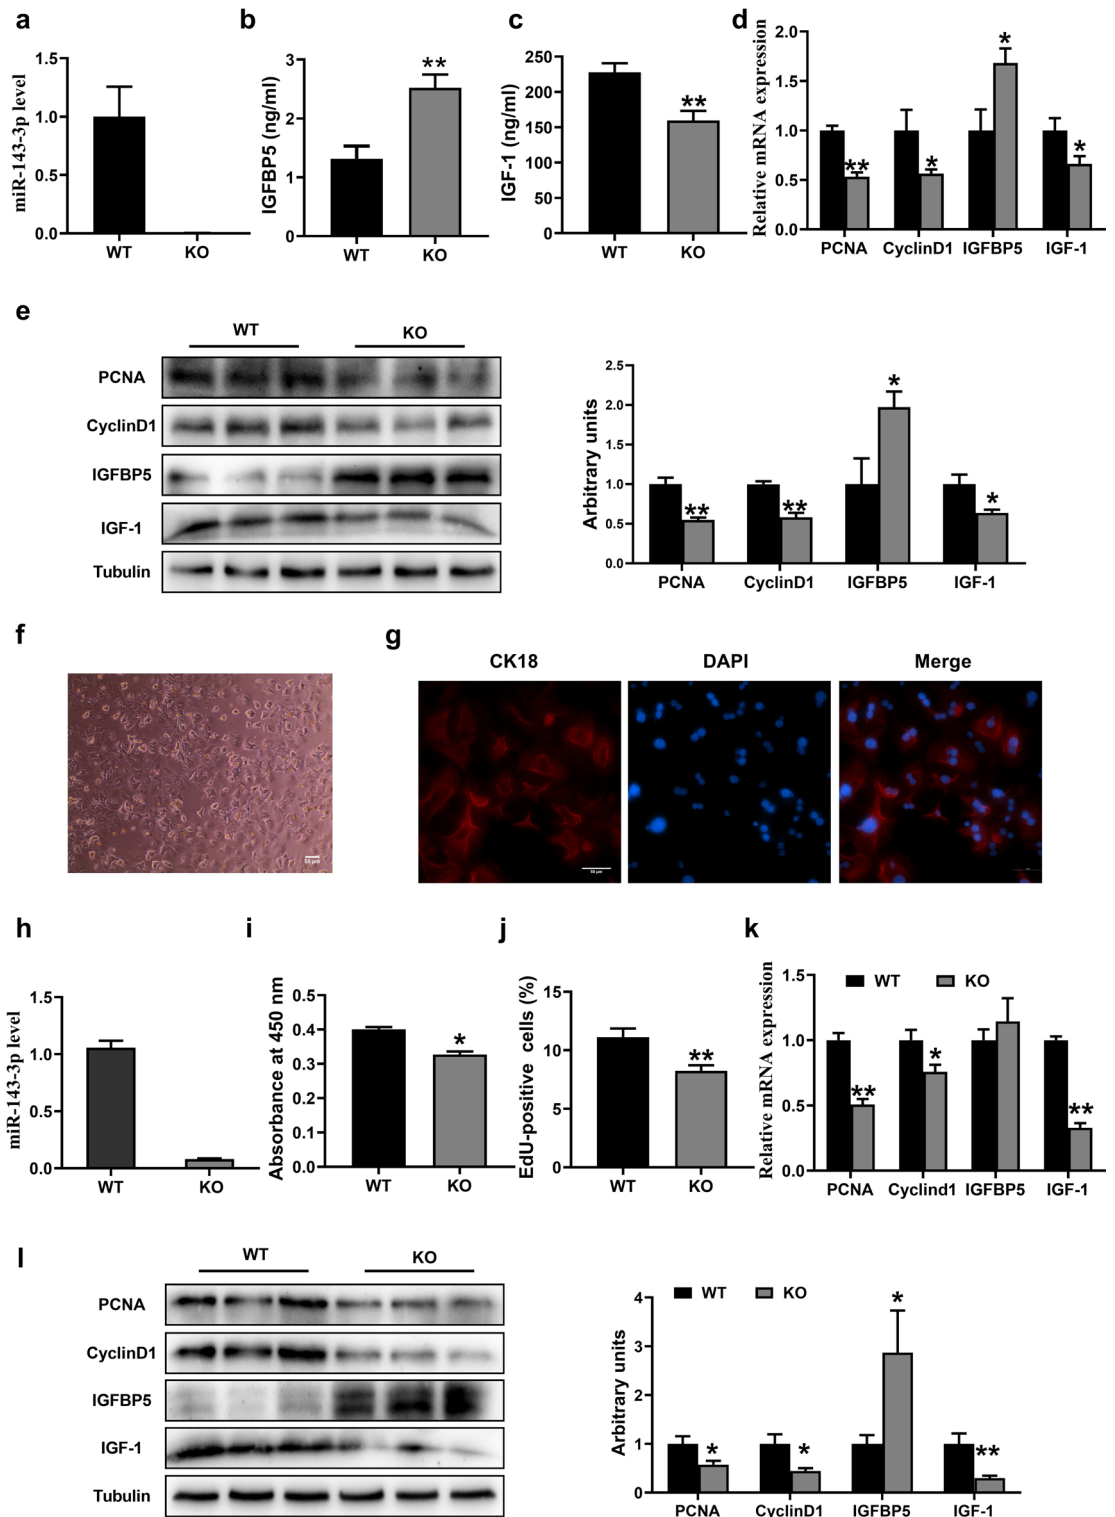 a
b
c
d
miR-143-3p level
1.5
1.0
0.5
0.0
WT
KO
IGFBP5 (ng/ml)
3
2
1
0
**
WT
KO
IGF-1 (ng/ml)
250
200
150
100
50
0
**
WT
KO
Relative mRNA expression
2.0
1.5
1.0
0.5
0.0
**
*
*
*
PCNA
CyclinD1
IGFBP5
IGF-1
e
WT
KO
PCNA
CyclinD1
IGFBP5
IGF-1
Tubulin
Arbitrary units
2.5
2.0
1.5
1.0
0.5
0.0
**
**
*
*
PCNA
CyclinD1
IGFBP5
IGF-1
f
50 μm
g
CK18
DAPI
Merge
50 μm
h
i
j
k
miR-143-3p level
1.5
1.0
0.5
0.0
WT
KO
Absorbance at 450 nm
0.5
0.4
0.3
0.2
0.1
0.0
*
WT
KO
EdU-positive cells (%)
15
10
5
0
**
WT
KO
Relative mRNA expression
1.5
1.0
0.5
0.0
WT
KO
**
*
**
PCNA
Cyclind1
IGFBP5
IGF-1
l
WT
KO
PCNA
CyclinD1
IGFBP5
IGF-1
Tubulin
Arbitrary units
4
3
2
1
0
WT
KO
*
*
*
**
PCNA
CyclinD1
IGFBP5
IGF-1